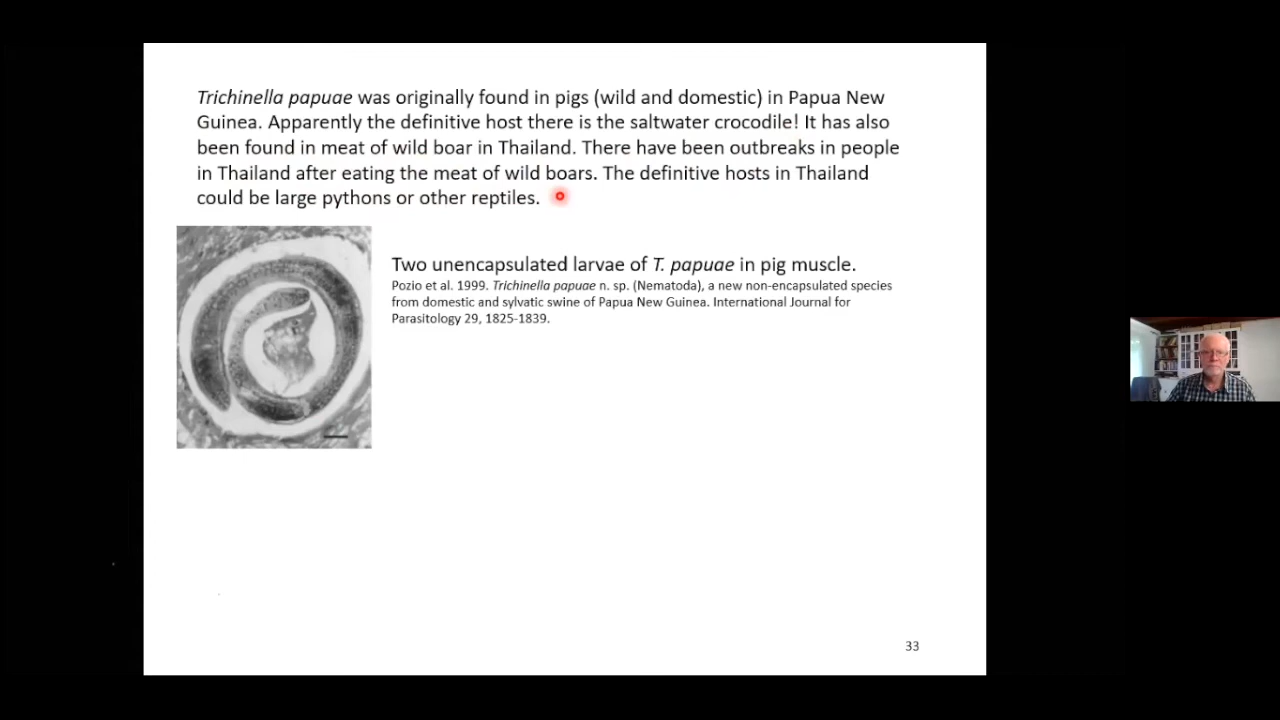 Trichinella papuae was originally found in pigs (wild and domestic) in Papua New
Guinea. Apparently the definitive host there is the saltwater crocodile! It has also
been found in meat of wild boar in Thailand. There have been outbreaks in people
in Thailand after eating the meat of wild boars. The definitive hosts in Thailand
could be large pythons or other reptiles.
Two unencapsulated larvae of T. papuae in pig muscle.
Pozio et al. 1999. Trichinella papuae n. sp. (Nematoda), a new non-encapsulated species
from domestic and sylvatic swine of Papua New Guinea. International Journal for
Parasitology 29, 1825-1839.
33